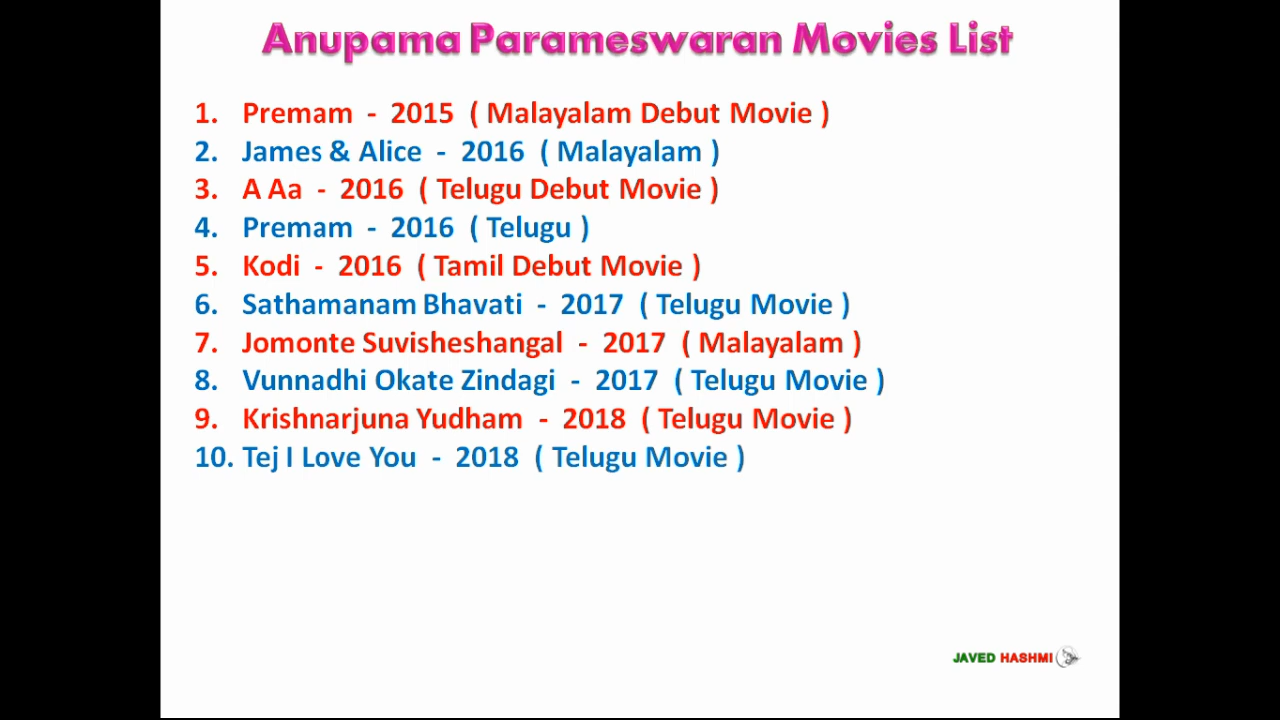 Anupama Parameswaran Movies List
1. Premam - 2015 ( Malayalam Debut Movie )
2. James & Alice - 2016 ( Malayalam )
3. A Aa - 2016 ( Telugu Debut Movie )
4. Premam - 2016 ( Telugu )
5. Kodi - 2016 ( Tamil Debut Movie )
6. Sathamanam Bhavati - 2017 ( Telugu Movie )
7. Jomonte Suvisheshangal - 2017 ( Malayalam )
8. Vunnadhi Okate Zindagi - 2017 ( Telugu Movie )
9. Krishnarjuna Yudham - 2018 ( Telugu Movie )
10. Tej I Love You - 2018 ( Telugu Movie )
JAVED HASHMI